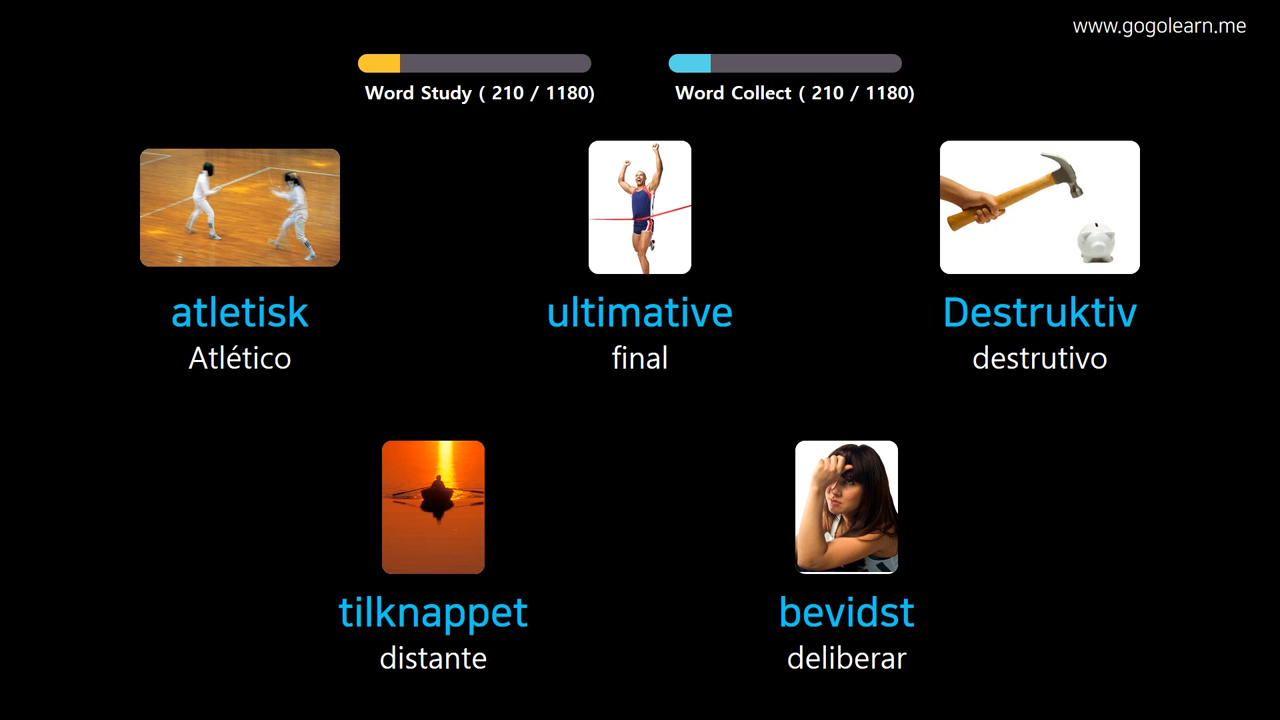 www.gogolearn.me
Word Study ( 210 / 1180)
Word Collect ( 210 / 1180)
atletisk
Atlético
ultimative
final
Destruktiv
destrutivo
tilknappet
distante
bevidst
deliberar